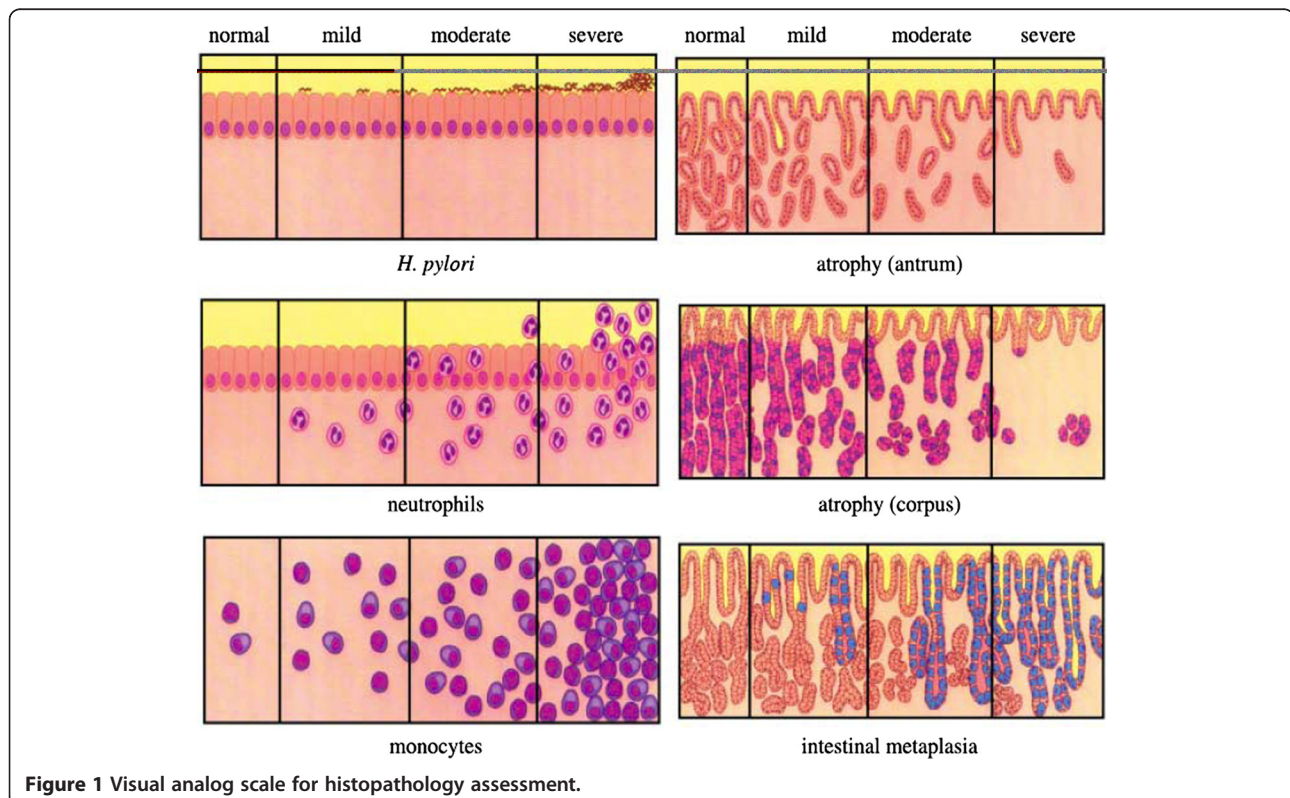 normal mild moderate severe normal mild moderate severe
H. pylori atrophy (antrum)
neutrophils atrophy (corpus)
monocytes intestinal metaplasia
Figure 1 Visual analog scale for histopathology assessment.